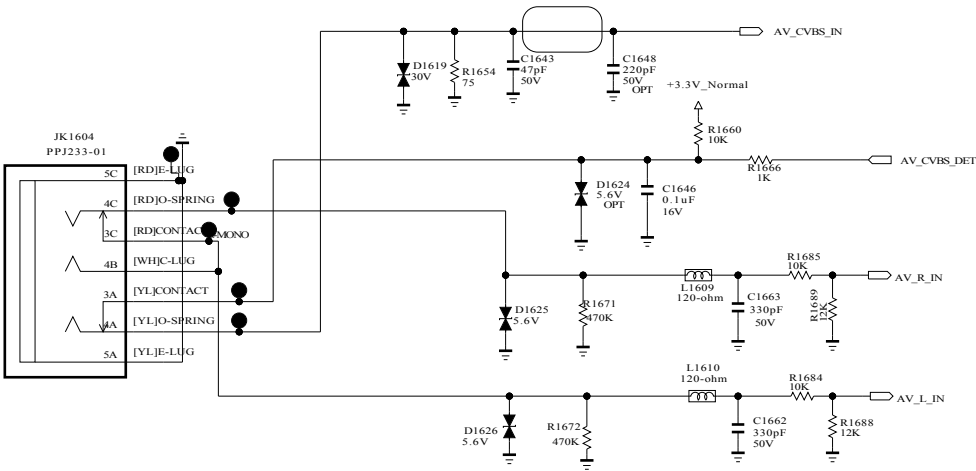 AV_CVBS_IN
D1619
30V
R1654
75
C1643
47pF
50V
C1648
220pF
50V
OPT
+3.3V_Normal
R1660
10K
JK1604
PPJ233-01
AV_CVBS_DET
R1666
1K
5C
[RD]E-LUG
D1624
5.6V
OPT
C1646
0.1uF
16V
4C
[RD]O-SPRING
3C
[RD]CONTACT-MONO
4B
[WH]C-LUG
R1685
10K
AV_R_IN
L1609
120-ohm
3A
[YL]CONTACT
D1625
5.6V
R1671
470K
C1663
330pF
50V
R1689
12K
4A
[YL]O-SPRING
5A
[YL]E-LUG
L1610
120-ohm
R1684
10K
AV_L_IN
D1626
5.6V
R1672
470K
C1662
330pF
50V
R1688
12K